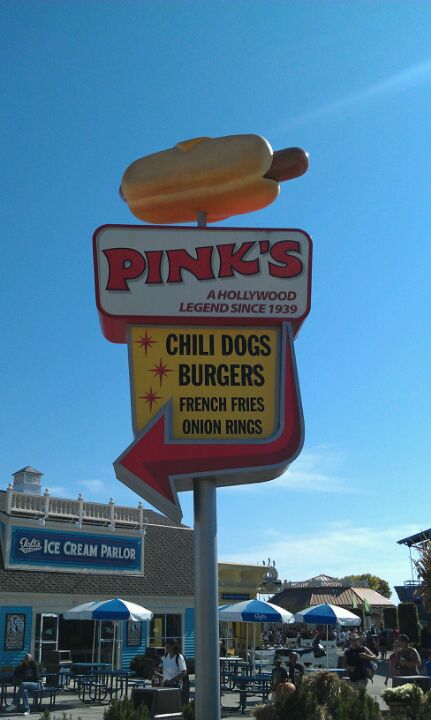 PINK'S
A HOLLYWOOD
LEGEND SINCE 1939
CHILI DOGS
BURGERS
FRENCH FRIES
ONION RINGS
ICE CREAM PARLOR